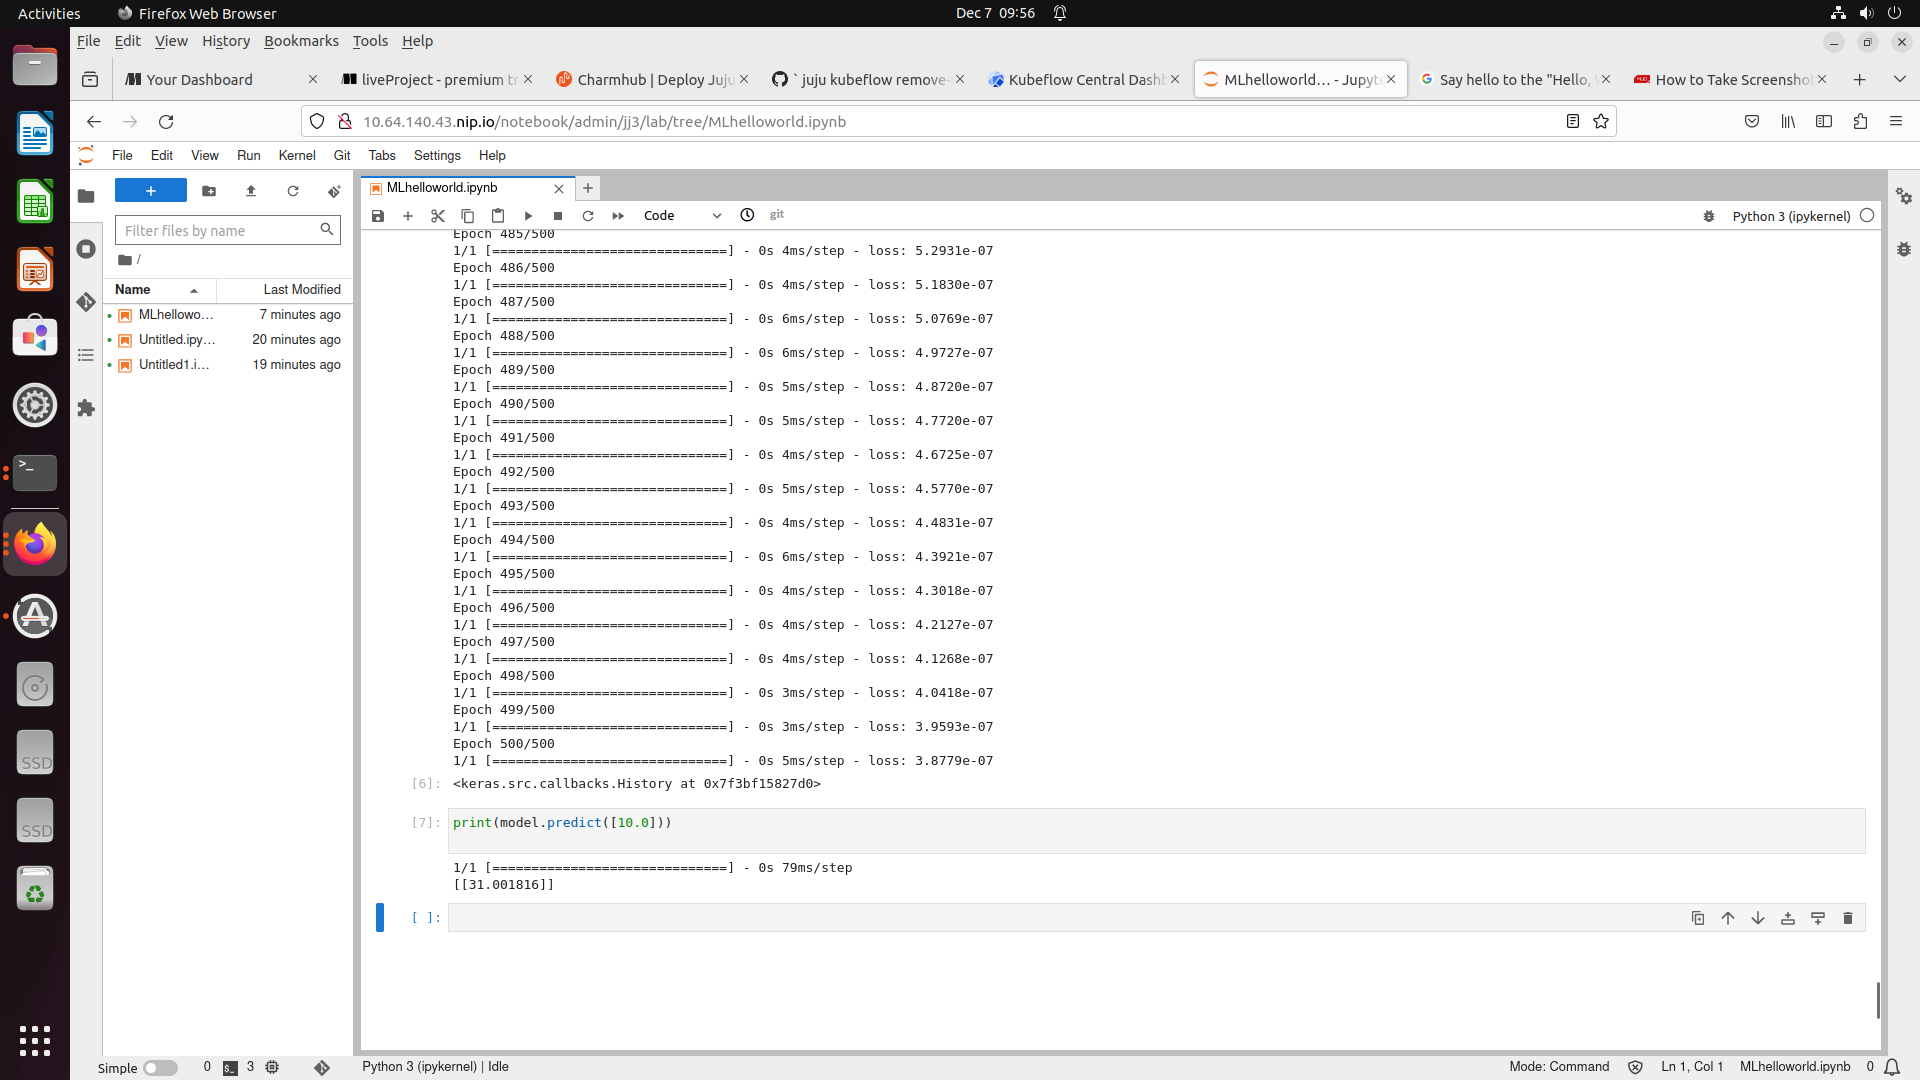 Activities
Firefox Web Browser
Dec 7 09:56
File Edit View History Bookmarks Tools Help
Your Dashboard
liveProject - premium tr
Charmhub | Deploy Juju
` juju kubeflow remove-
Kubeflow Central Dashb
MLhelloworld… - Jupyte
Say hello to the "Hello,
How to Take Screenshot
10.64.140.43.nip.io/notebook/admin/jj3/lab/tree/MLhelloworld.ipynb
File Edit View Run Kernel Git Tabs Settings Help
MLhelloworld.ipynb
Code
git
Python 3 (ipykernel)
Filter files by name
/
Name Last Modified
MLhellowo… 7 minutes ago
Untitled.ipy… 20 minutes ago
Untitled1.i… 19 minutes ago
Epoch 485/500
1/1 [==============================] - 0s 4ms/step - loss: 5.2931e-07
Epoch 486/500
1/1 [==============================] - 0s 4ms/step - loss: 5.1830e-07
Epoch 487/500
1/1 [==============================] - 0s 6ms/step - loss: 5.0769e-07
Epoch 488/500
1/1 [==============================] - 0s 6ms/step - loss: 4.9727e-07
Epoch 489/500
1/1 [==============================] - 0s 5ms/step - loss: 4.8720e-07
Epoch 490/500
1/1 [==============================] - 0s 5ms/step - loss: 4.7720e-07
Epoch 491/500
1/1 [==============================] - 0s 4ms/step - loss: 4.6725e-07
Epoch 492/500
1/1 [==============================] - 0s 5ms/step - loss: 4.5770e-07
Epoch 493/500
1/1 [==============================] - 0s 4ms/step - loss: 4.4831e-07
Epoch 494/500
1/1 [==============================] - 0s 6ms/step - loss: 4.3921e-07
Epoch 495/500
1/1 [==============================] - 0s 4ms/step - loss: 4.3018e-07
Epoch 496/500
1/1 [==============================] - 0s 4ms/step - loss: 4.2127e-07
Epoch 497/500
1/1 [==============================] - 0s 4ms/step - loss: 4.1268e-07
Epoch 498/500
1/1 [==============================] - 0s 3ms/step - loss: 4.0418e-07
Epoch 499/500
1/1 [==============================] - 0s 3ms/step - loss: 3.9593e-07
Epoch 500/500
1/1 [==============================] - 0s 5ms/step - loss: 3.8779e-07
[6]: <keras.src.callbacks.History at 0x7f3bf15827d0>
[7]: print(model.predict([10.0]))
1/1 [==============================] - 0s 79ms/step
[[31.001816]]
[ ]:
SSD
SSD
Simple 0 3 Python 3 (ipykernel) | Idle Mode: Command Ln 1, Col 1 MLhelloworld.ipynb 0